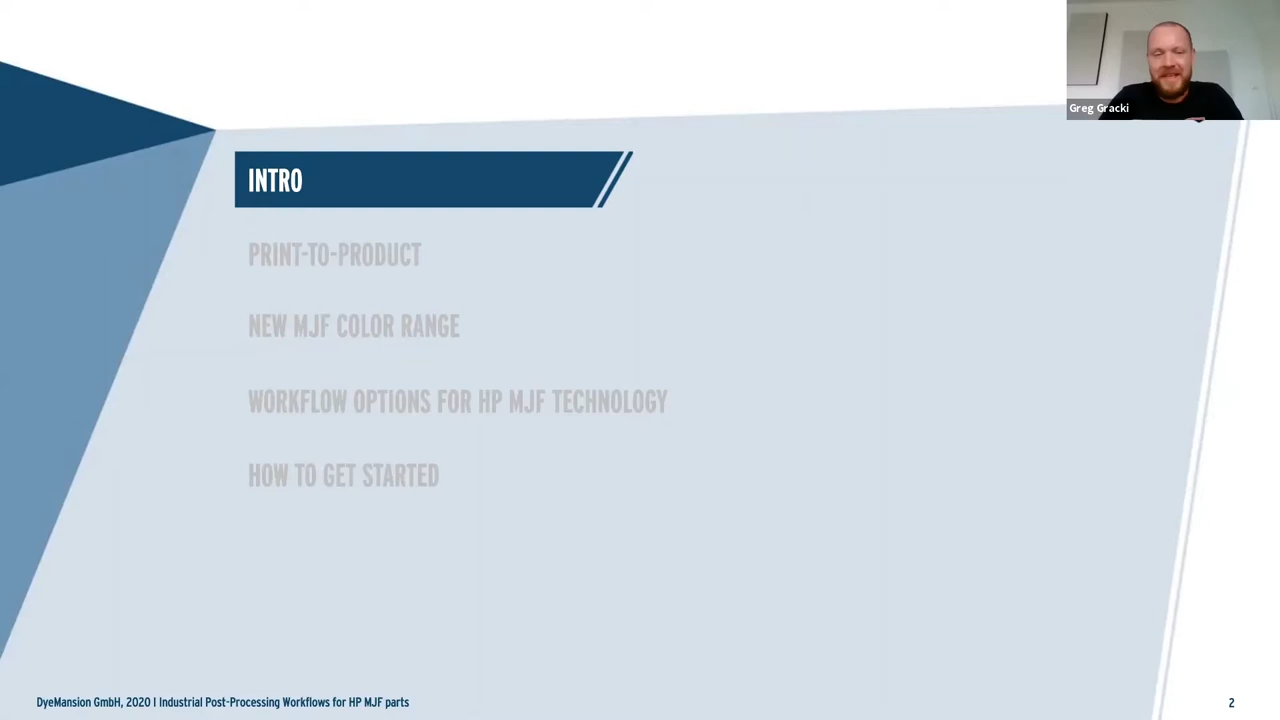 Greg Gracki
INTRO
PRINT-TO-PRODUCT
NEW MJF COLOR RANGE
WORKFLOW OPTIONS FOR HP MJF TECHNOLOGY
HOW TO GET STARTED
DyeMansion GmbH, 2020 I Industrial Post-Processing Workflows for HP MJF parts
2